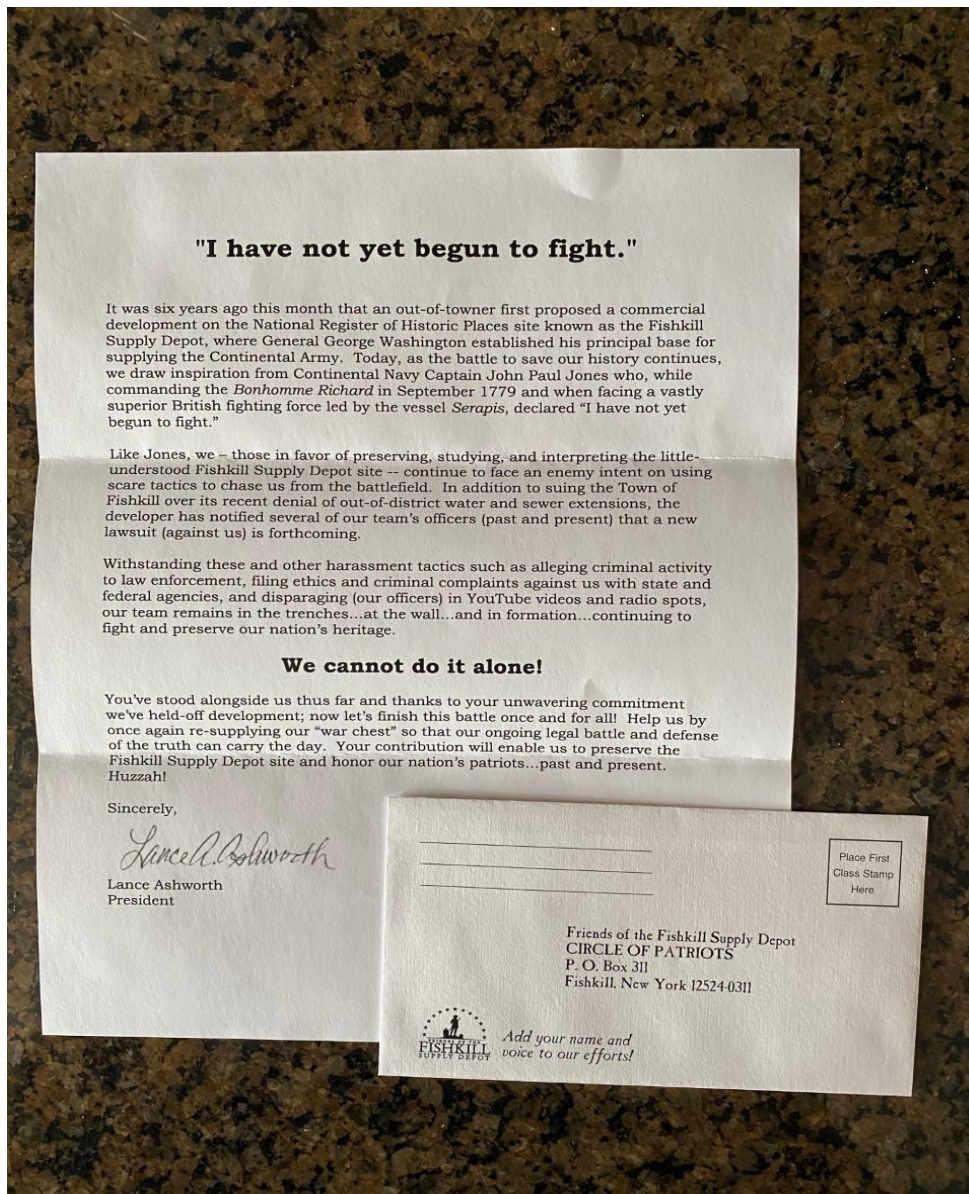 "I have not yet begun to fight."
It was six years ago this month that an out-of-towner first proposed a commercial
development on the National Register of Historic Places site known as the Fishkill
Supply Depot, where General George Washington established his principal base for
supplying the Continental Army.  Today, as the battle to save our history continues,
we draw inspiration from Continental Navy Captain John Paul Jones who, while
commanding the Bonhomme Richard in September 1779 and when facing a vastly
superior British fighting force led by the vessel Serapis, declared “I have not yet
begun to fight.”
Like Jones, we – those in favor of preserving, studying, and interpreting the little-
understood Fishkill Supply Depot site -- continue to face an enemy intent on using
scare tactics to chase us from the battlefield.  In addition to suing the Town of
Fishkill over its recent denial of out-of-district water and sewer extensions, the
developer has notified several of our team’s officers (past and present) that a new
lawsuit (against us) is forthcoming.
Withstanding these and other harassment tactics such as alleging criminal activity
to law enforcement, filing ethics and criminal complaints against us with state and
federal agencies, and disparaging (our officers) in YouTube videos and radio spots,
our team remains in the trenches…at the wall…and in formation…continuing to
fight and preserve our nation’s heritage.
We cannot do it alone!
You’ve stood alongside us thus far and thanks to your unwavering commitment
we’ve held-off development; now let’s finish this battle once and for all!  Help us by
once again re-supplying our “war chest” so that our ongoing legal battle and defense
of the truth can carry the day.  Your contribution will enable us to preserve the
Fishkill Supply Depot site and honor our nation’s patriots…past and present.
Huzzah!
Sincerely,
Lance A. Ashworth
Lance Ashworth
President
Place First
Class Stamp
Here
Friends of the Fishkill Supply Depot
CIRCLE OF PATRIOTS
P. O. Box 311
Fishkill, New York 12524-0311
FRIENDS OF THE
FISHKILL
SUPPLY DEPOT
Add your name and
voice to our efforts!